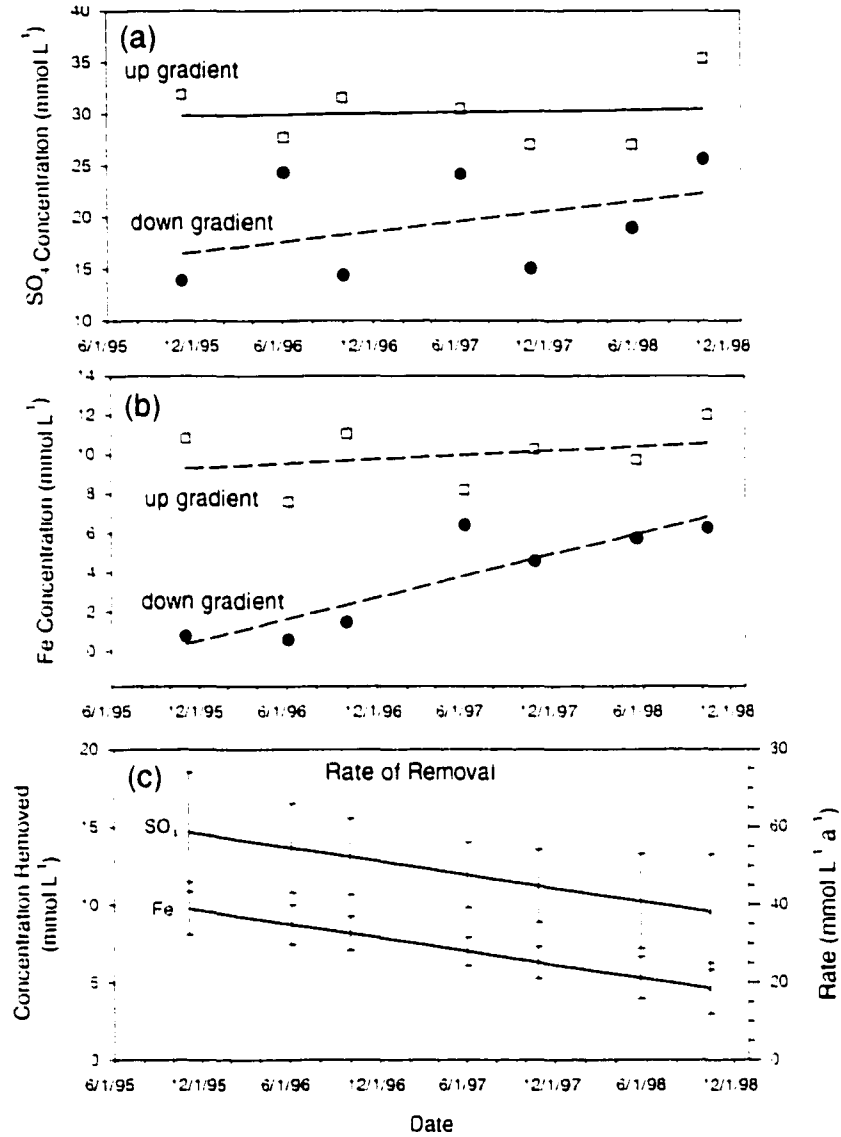 (a)
40
35
30
25
20
15
10
SO4 Concentration (mmol L-1)
up gradient
down gradient
6/1/95 12/1/95 6/1/96 12/1/96 6/1/97 12/1/97 6/1/98 12/1/98
(b)
14
12
10
8
6
4
2
0
Fe Concentration (mmol L-1)
up gradient
down gradient
6/1/95 12/1/95 6/1/96 12/1/96 6/1/97 12/1/97 6/1/98 12/1/98
(c)
Rate of Removal
20
15
10
5
0
Concentration Removed
(mmol L-1)
SO4
Fe
60
40
20
0
Rate (mmol L-1 a-1)
6/1/95 12/1/95 6/1/96 12/1/96 6/1/97 12/1/97 6/1/98 12/1/98
Date